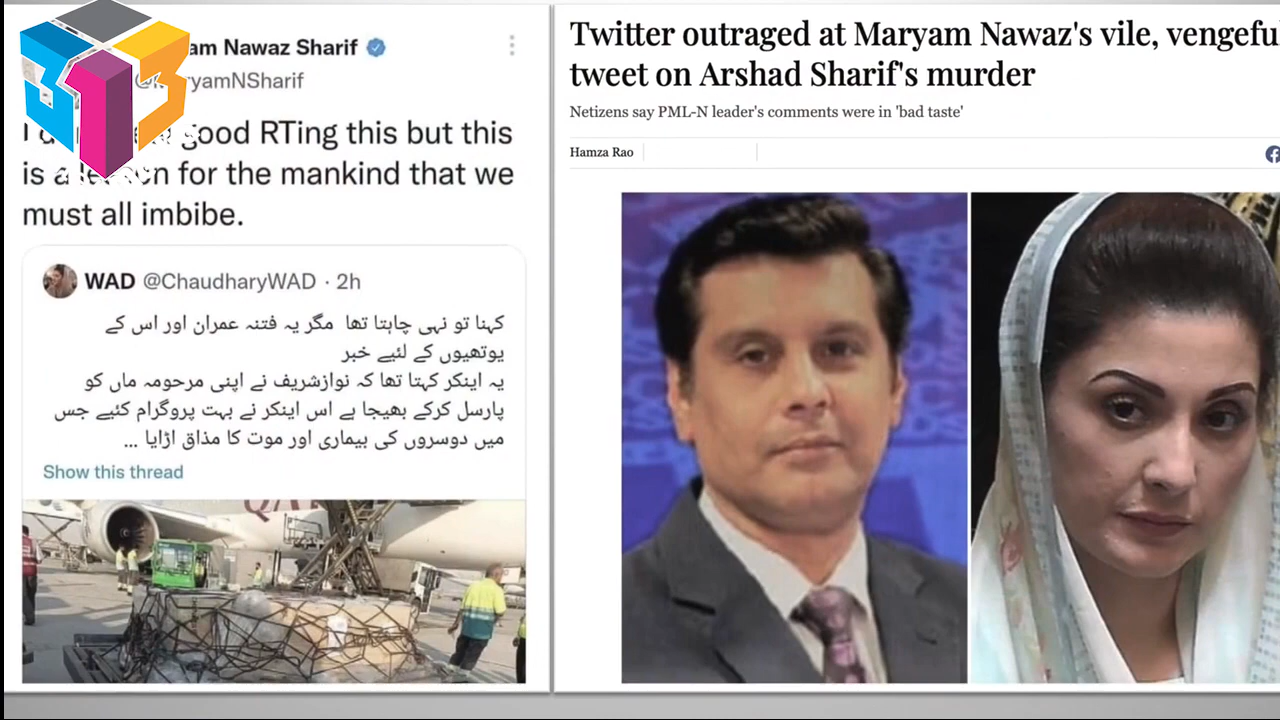 am Nawaz Sharif
yamNSharif
good RTing this but this
is a for the mankind that we
must all imbibe.
WAD @ChaudharyWAD · 2h
کہنا تو نہی چاہتا تھا مگر یہ فتنہ عمران اور اس کے
یوتھیوں کے لئیے خبر
یہ اینکر کہتا تھا کہ نوازشریف نے اپنی مرحومہ ماں کو
پارسل کرکے بھیجا ہے اس اینکر نے بہت پروگرام کئیے جس
میں دوسروں کی بیماری اور موت کا مذاق اڑایا ...
Show this thread
Twitter outraged at Maryam Nawaz's vile, vengefu
tweet on Arshad Sharif's murder
Netizens say PML-N leader's comments were in 'bad taste'
Hamza Rao